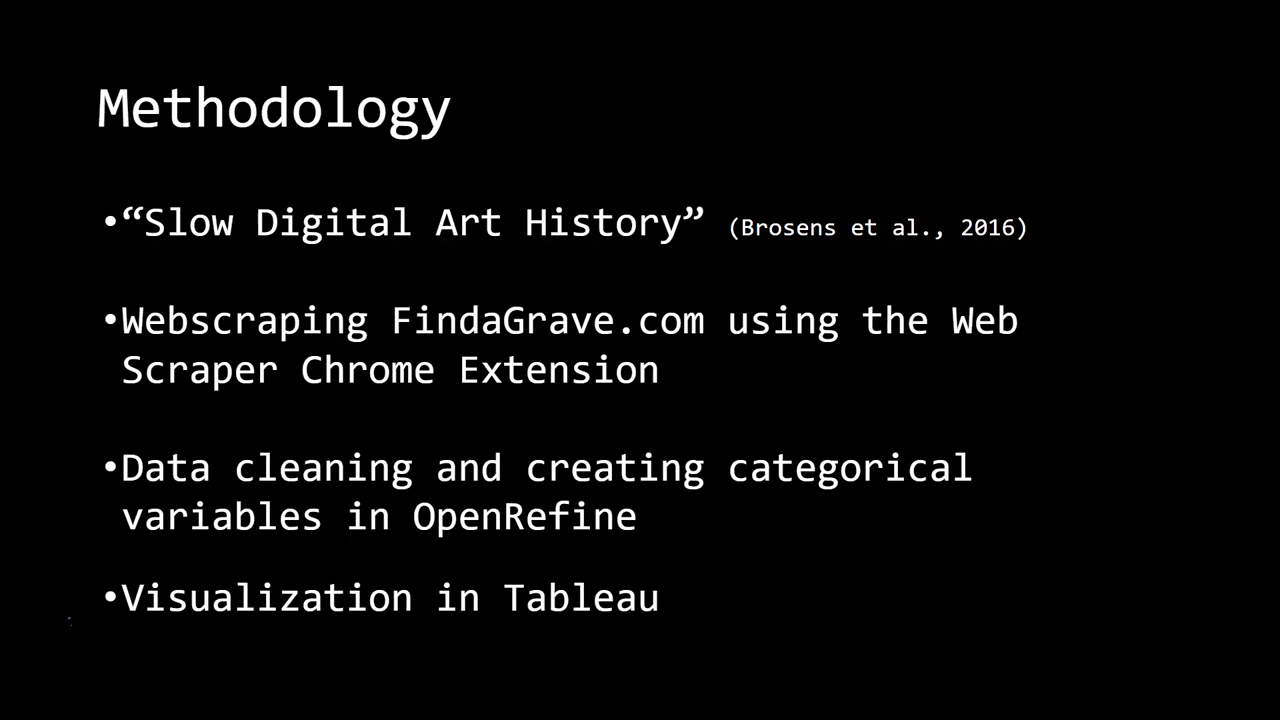 Methodology
•“Slow Digital Art History” (Brosens et al., 2016)
•Webscraping FindaGrave.com using the Web
Scraper Chrome Extension
•Data cleaning and creating categorical
variables in OpenRefine
•Visualization in Tableau